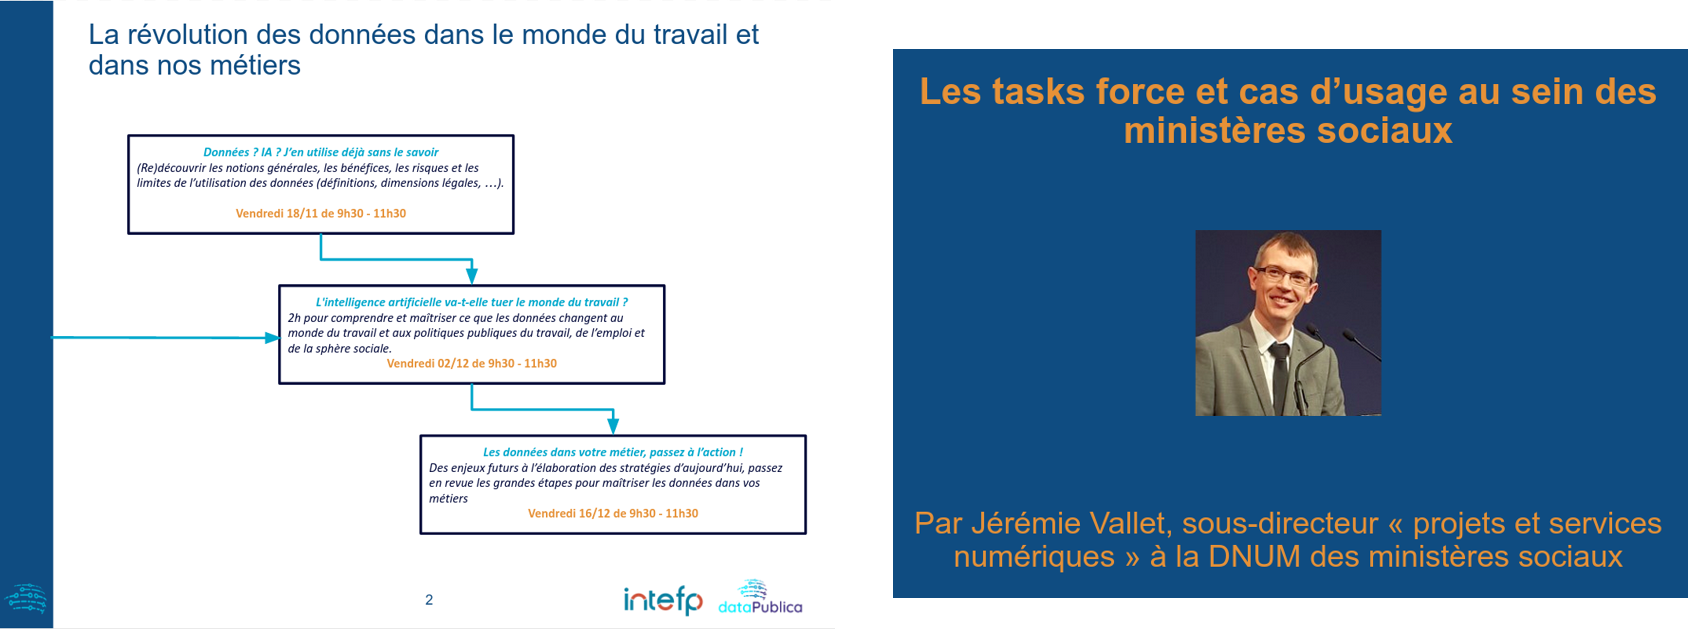 La révolution des données dans le monde du travail et
dans nos métiers
Données ? IA ? J’en utilise déjà sans le savoir
(Re)découvrir les notions générales, les bénéfices, les risques et les
limites de l’utilisation des données (définitions, dimensions légales, …).
Vendredi 18/11 de 9h30 - 11h30
L'intelligence artificielle va-t-elle tuer le monde du travail ?
2h pour comprendre et maîtriser ce que les données changent au
monde du travail et aux politiques publiques du travail, de l’emploi et
de la sphère sociale.
Vendredi 02/12 de 9h30 - 11h30
Les données dans votre métier, passez à l’action !
Des enjeux futurs à l’élaboration des stratégies d’aujourd’hui, passez
en revue les grandes étapes pour maîtriser les données dans vos
métiers
Vendredi 16/12 de 9h30 - 11h30
2
intefp
dataPublica
Les tasks force et cas d’usage au sein des
ministères sociaux
Par Jérémie Vallet, sous-directeur « projets et services
numériques » à la DNUM des ministères sociaux